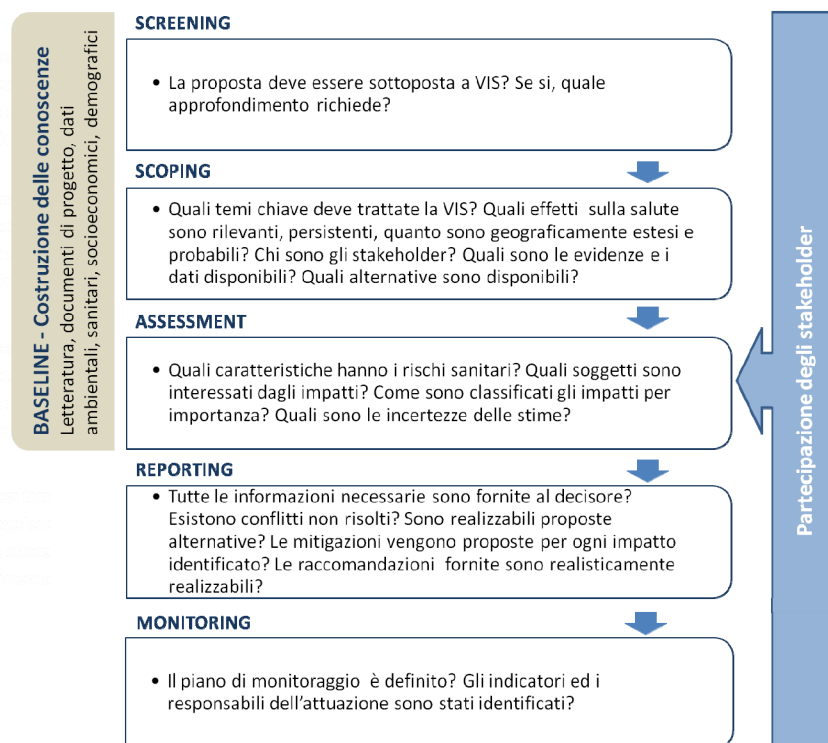 BASELINE - Costruzione delle conoscenze
Letteratura, documenti di progetto, dati
ambientali, sanitari, socioeconomici, demografici
SCREENING
• La proposta deve essere sottoposta a VIS? Se si, quale
approfondimento richiede?
SCOPING
• Quali temi chiave deve trattate la VIS? Quali effetti sulla salute
sono rilevanti, persistenti, quanto sono geograficamente estesi e
probabili? Chi sono gli stakeholder? Quali sono le evidenze e i
dati disponibili? Quali alternative sono disponibili?
ASSESSMENT
• Quali caratteristiche hanno i rischi sanitari? Quali soggetti sono
interessati dagli impatti? Come sono classificati gli impatti per
importanza? Quali sono le incertezze delle stime?
REPORTING
• Tutte le informazioni necessarie sono fornite al decisore?
Esistono conflitti non risolti? Sono realizzabili proposte
alternative? Le mitigazioni vengono proposte per ogni impatto
identificato? Le raccomandazioni fornite sono realisticamente
realizzabili?
MONITORING
• Il piano di monitoraggio è definito? Gli indicatori ed i
responsabili dell'attuazione sono stati identificati?
Partecipazione degli stakeholder